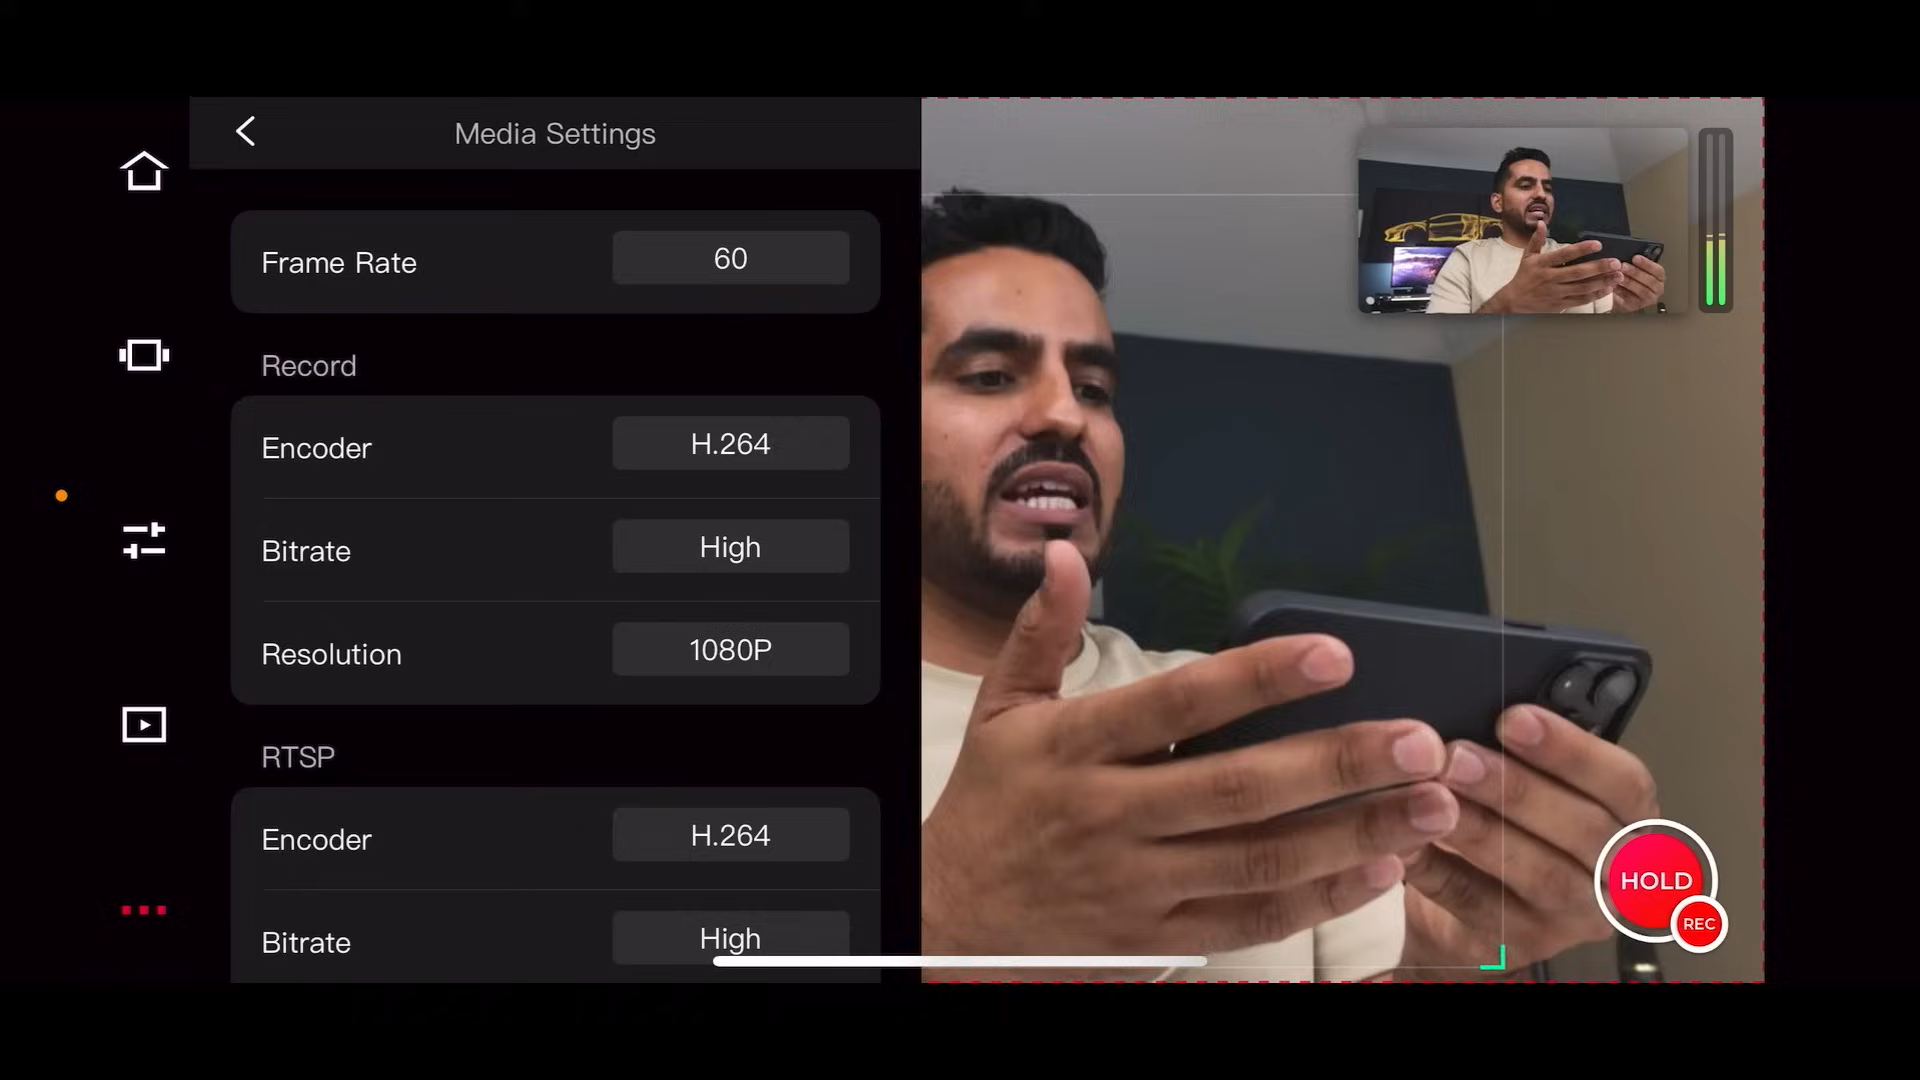 Media Settings
Frame Rate 60
Record
Encoder H.264
Bitrate High
Resolution 1080P
RTSP
Encoder H.264
Bitrate High
HOLD
REC